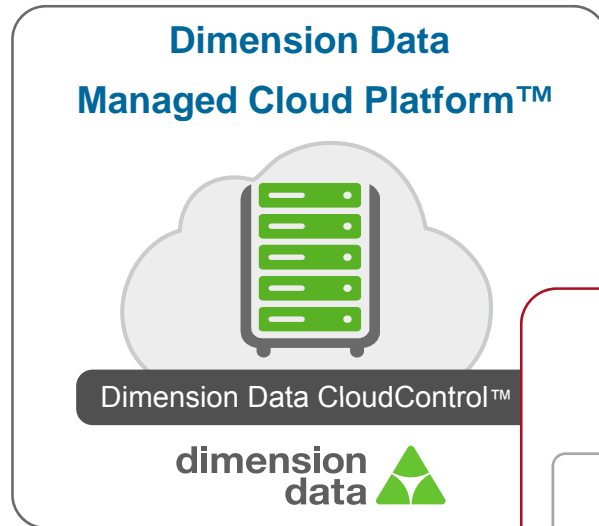 Dimension Data
Managed Cloud Platform™
Dimension Data CloudControl™
dimension
data